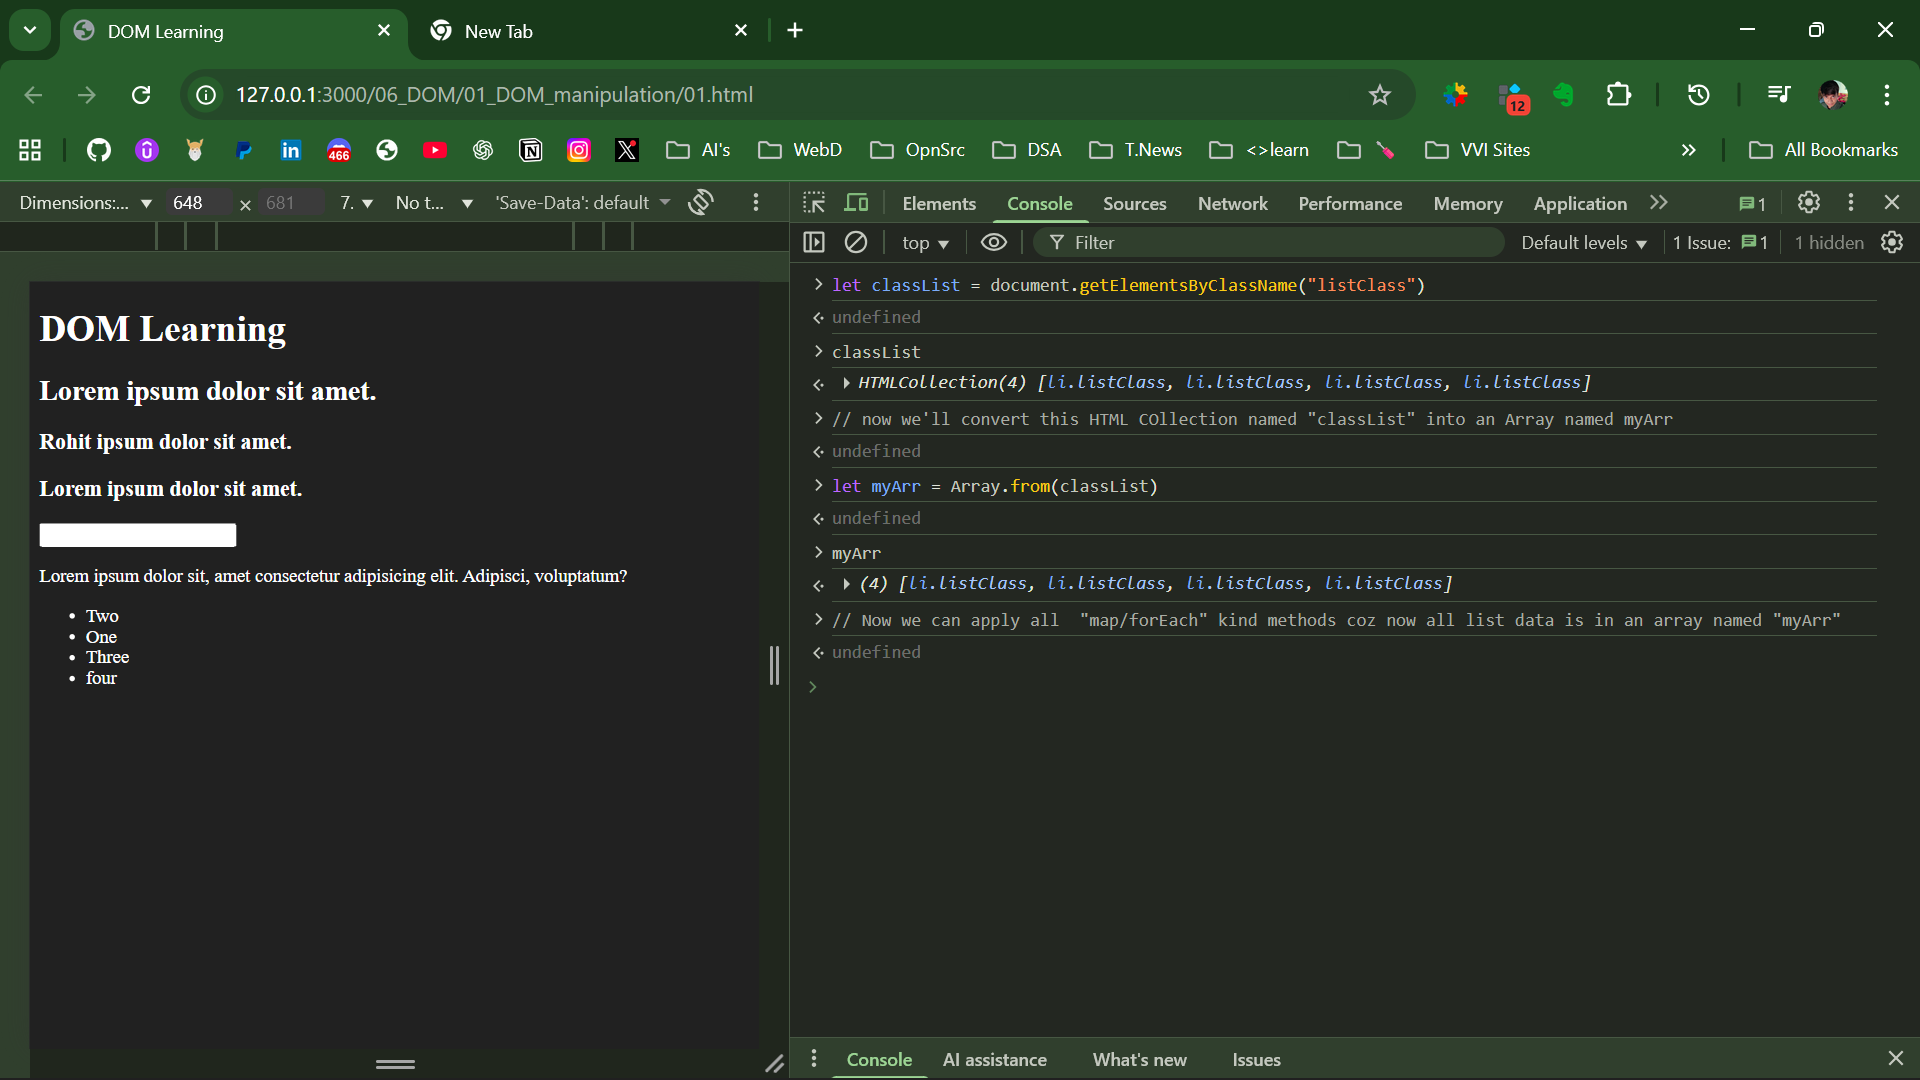 DOM Learning
New Tab
127.0.0.1:3000/06_DOM/01_DOM_manipulation/01.html
12
466
AI's
WebD
OpnSrc
DSA
T.News
<>learn
VVI Sites
All Bookmarks
Dimensions:... 648 × 681 7. No t... 'Save-Data': default
Elements Console Sources Network Performance Memory Application 1
top Filter Default levels 1 Issue: 1 1 hidden
DOM Learning
Lorem ipsum dolor sit amet.
Rohit ipsum dolor sit amet.
Lorem ipsum dolor sit amet.
Lorem ipsum dolor sit, amet consectetur adipisicing elit. Adipisci, voluptatum?
• Two
• One
• Three
• four
let classList = document.getElementsByClassName("listClass")
undefined
classList
HTMLCollection(4) [li.listClass, li.listClass, li.listClass, li.listClass]
// now we'll convert this HTML COllection named "classList" into an Array named myArr
undefined
let myArr = Array.from(classList)
undefined
myArr
(4) [li.listClass, li.listClass, li.listClass, li.listClass]
// Now we can apply all  "map/forEach" kind methods coz now all list data is in an array named "myArr"
undefined
Console AI assistance What's new Issues